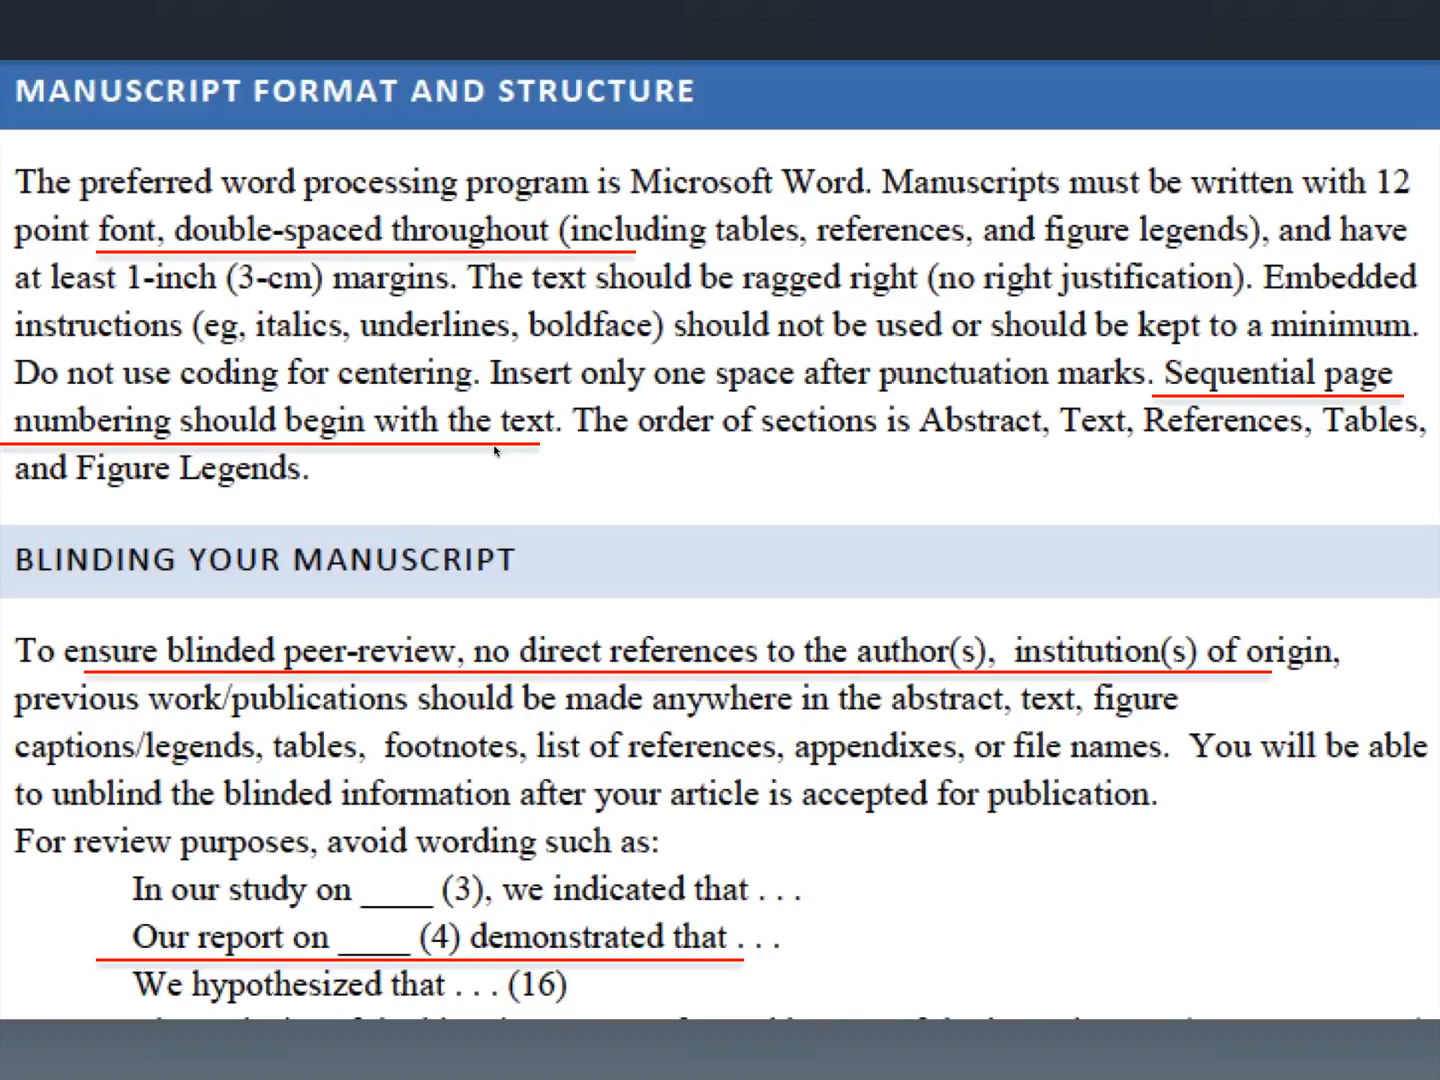 MANUSCRIPT FORMAT AND STRUCTURE
The preferred word processing program is Microsoft Word. Manuscripts must be written with 12
point font, double-spaced throughout (including tables, references, and figure legends), and have
at least 1-inch (3-cm) margins. The text should be ragged right (no right justification). Embedded
instructions (eg, italics, underlines, boldface) should not be used or should be kept to a minimum.
Do not use coding for centering. Insert only one space after punctuation marks. Sequential page
numbering should begin with the text. The order of sections is Abstract, Text, References, Tables,
and Figure Legends.
BLINDING YOUR MANUSCRIPT
To ensure blinded peer-review, no direct references to the author(s),  institution(s) of origin,
previous work/publications should be made anywhere in the abstract, text, figure
captions/legends, tables,  footnotes, list of references, appendixes, or file names.  You will be able
to unblind the blinded information after your article is accepted for publication.
For review purposes, avoid wording such as:
In our study on ____ (3), we indicated that . . .
Our report on ____ (4) demonstrated that . . .
We hypothesized that . . . (16)